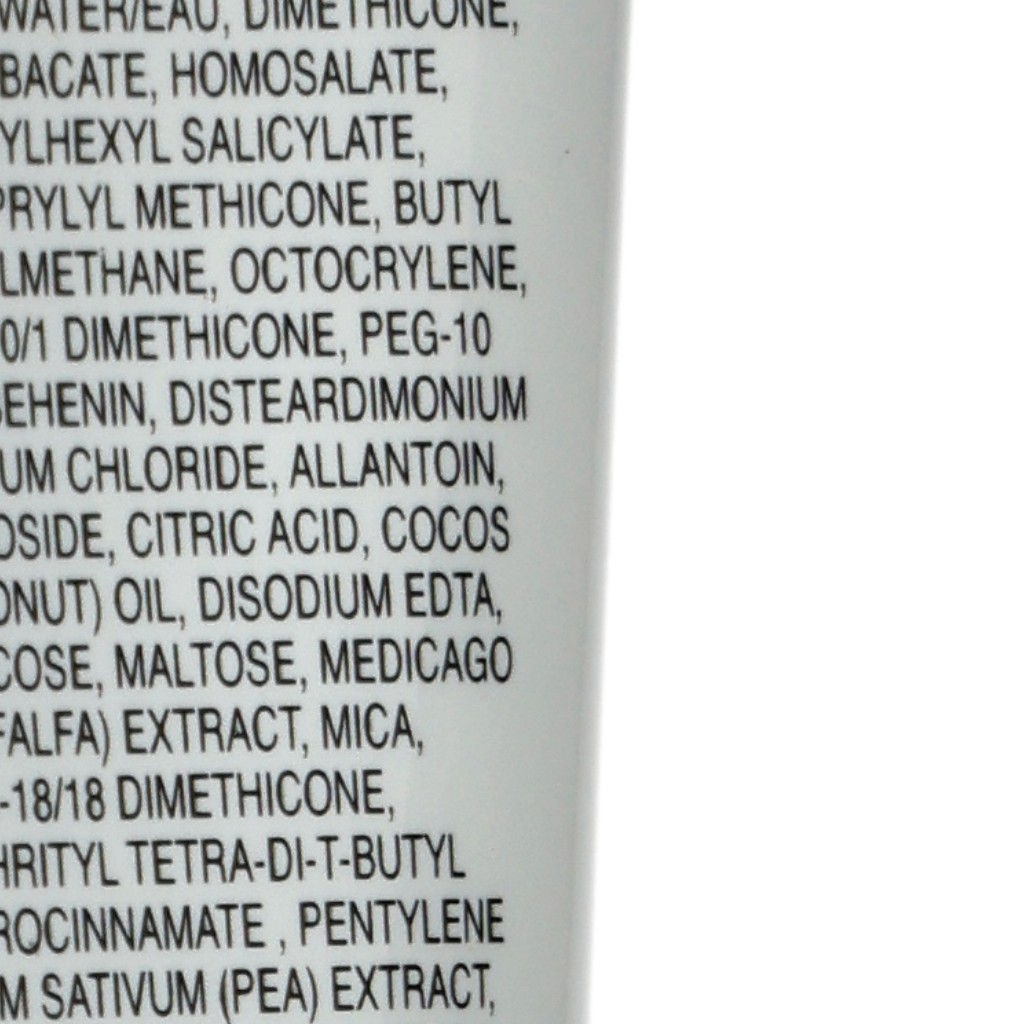 WATER/EAU, DIMETHICONE,
BACATE, HOMOSALATE,
YLHEXYL SALICYLATE,
PRYLYL METHICONE, BUTYL
LMETHANE, OCTOCRYLENE,
0/1 DIMETHICONE, PEG-10
BEHENIN, DISTEARDIMONIUM
UM CHLORIDE, ALLANTOIN,
OSIDE, CITRIC ACID, COCOS
ONUT) OIL, DISODIUM EDTA,
COSE, MALTOSE, MEDICAGO
FALFA) EXTRACT, MICA,
-18/18 DIMETHICONE,
HRITYL TETRA-DI-T-BUTYL
ROCINNAMATE , PENTYLENE
M SATIVUM (PEA) EXTRACT,